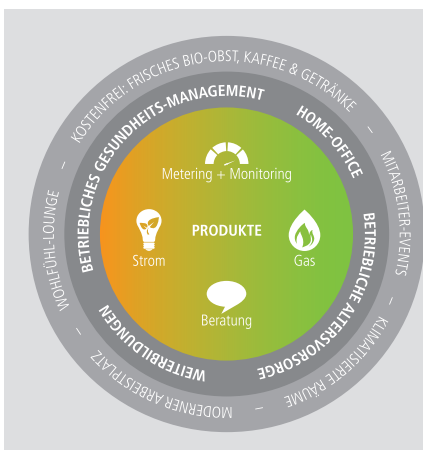 KOSTENFREI: FRISCHES BIO-OBST, KAFFEE & GETRÄNKE – MITARBEITER-EVENTS – KLIMATISIERTE RÄUME – MODERNER ARBEITSPLATZ – WOHLFÜHL-LOUNGE –
BETRIEBLICHES GESUNDHEITS-MANAGEMENT
HOME-OFFICE
BETRIEBLICHE ALTERSVORSORGE
WEITERBILDUNGEN
Metering + Monitoring
PRODUKTE
Strom
Gas
Beratung